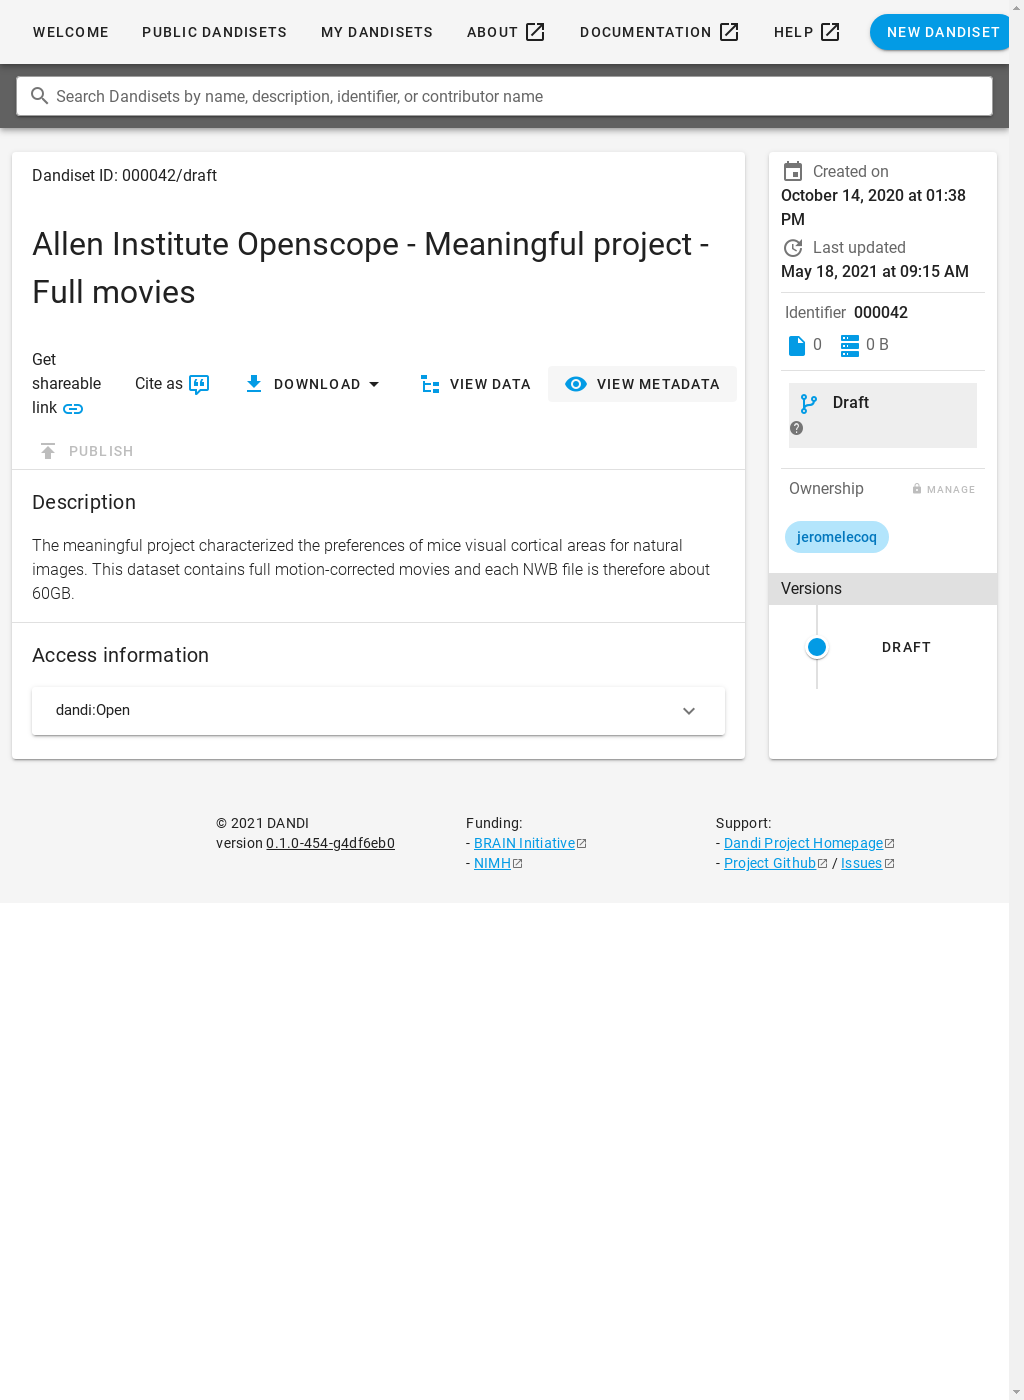 WELCOME PUBLIC DANDISETS MY DANDISETS ABOUT DOCUMENTATION HELP NEW DANDISET
Search Dandisets by name, description, identifier, or contributor name
Dandiset ID: 000042/draft
Allen Institute Openscope - Meaningful project -
Full movies
Get
shareable
link
Cite as
DOWNLOAD
VIEW DATA
VIEW METADATA
PUBLISH
Description
The meaningful project characterized the preferences of mice visual cortical areas for natural
images. This dataset contains full motion-corrected movies and each NWB file is therefore about
60GB.
Access information
dandi:Open
Created on
October 14, 2020 at 01:38
PM
Last updated
May 18, 2021 at 09:15 AM
Identifier 000042
0 0 B
Draft
Ownership MANAGE
jeromelecoq
Versions
DRAFT
© 2021 DANDI
version 0.1.0-454-g4df6eb0
Funding:
- BRAIN Initiative
- NIMH
Support:
- Dandi Project Homepage
- Project Github / Issues